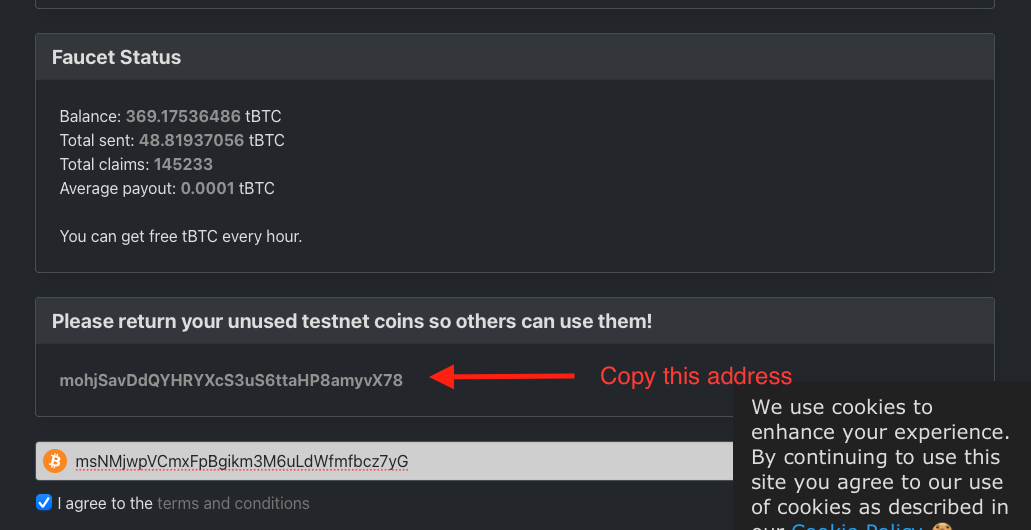 Faucet Status
Balance: 369.17536486 tBTC
Total sent: 48.81937056 tBTC
Total claims: 145233
Average payout: 0.0001 tBTC
You can get free tBTC every hour.
Please return your unused testnet coins so others can use them!
mohjSavDdQYHRYXcS3uS6ttaHP8amyvX78
Copy this address
msNMjwpVCmxFpBgikm3M6uLdWfmfbcz7yG
I agree to the terms and conditions
We use cookies to
enhance your experience.
By continuing to use this
site you agree to our use
of cookies as described in
our Cookie Policy